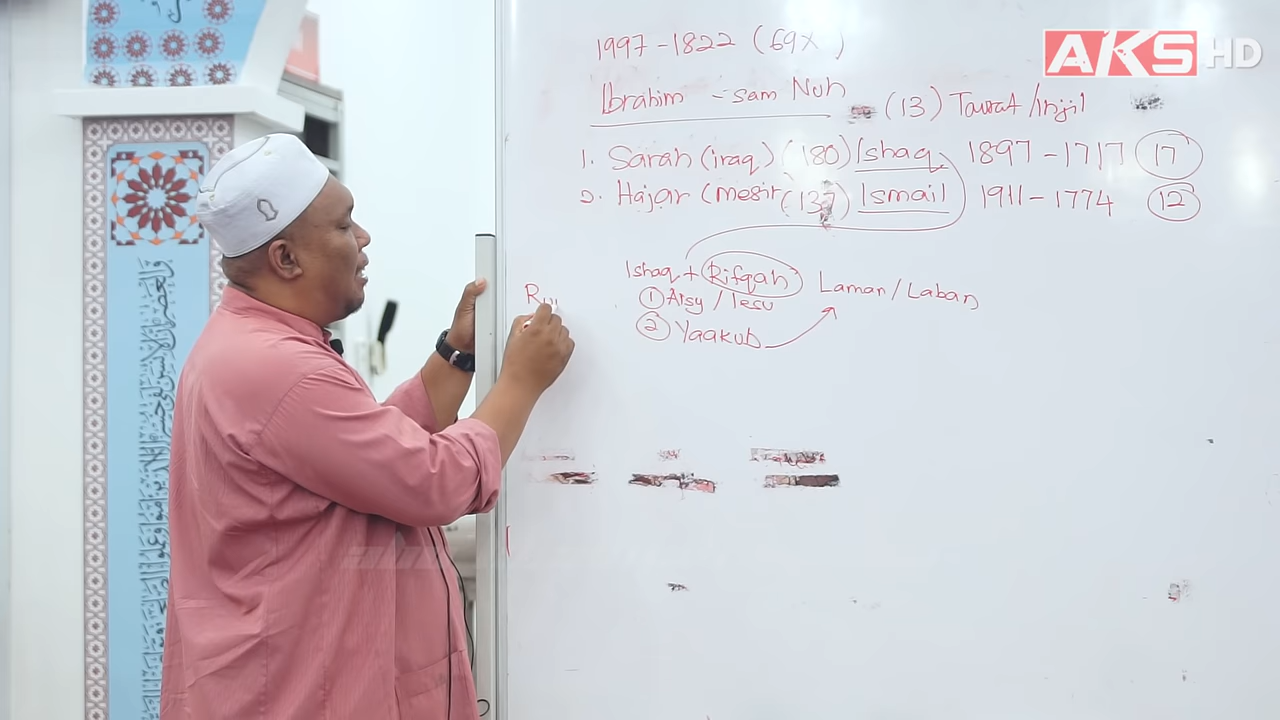 AKS HD
1997 - 1822 (69x )
Ibrahim - sam Nuh
(13) Tawrat / Injil
1. Sarah (iraq) (180) Ishaq 1897 - 1717 17
2. Hajar (mesir (137) Ismail 1911 - 1774 12
Ishaq + Rifqah
Laman / Laban
1 Aisy / Iesu
2 Yaakub